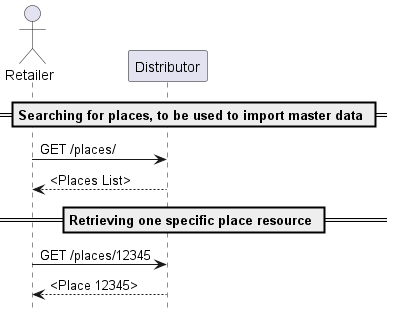 Retailer
Distributor
Searching for places, to be used to import master data
GET /places/
<Places List>
Retrieving one specific place resource
GET /places/12345
<Place 12345>